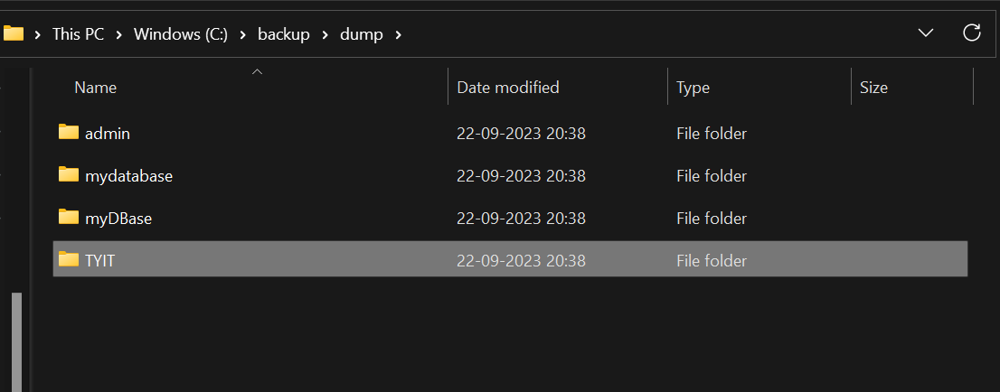 This PC > Windows (C:) > backup > dump >
Name Date modified Type Size
admin 22-09-2023 20:38 File folder
mydatabase 22-09-2023 20:38 File folder
myDBase 22-09-2023 20:38 File folder
TYIT 22-09-2023 20:38 File folder